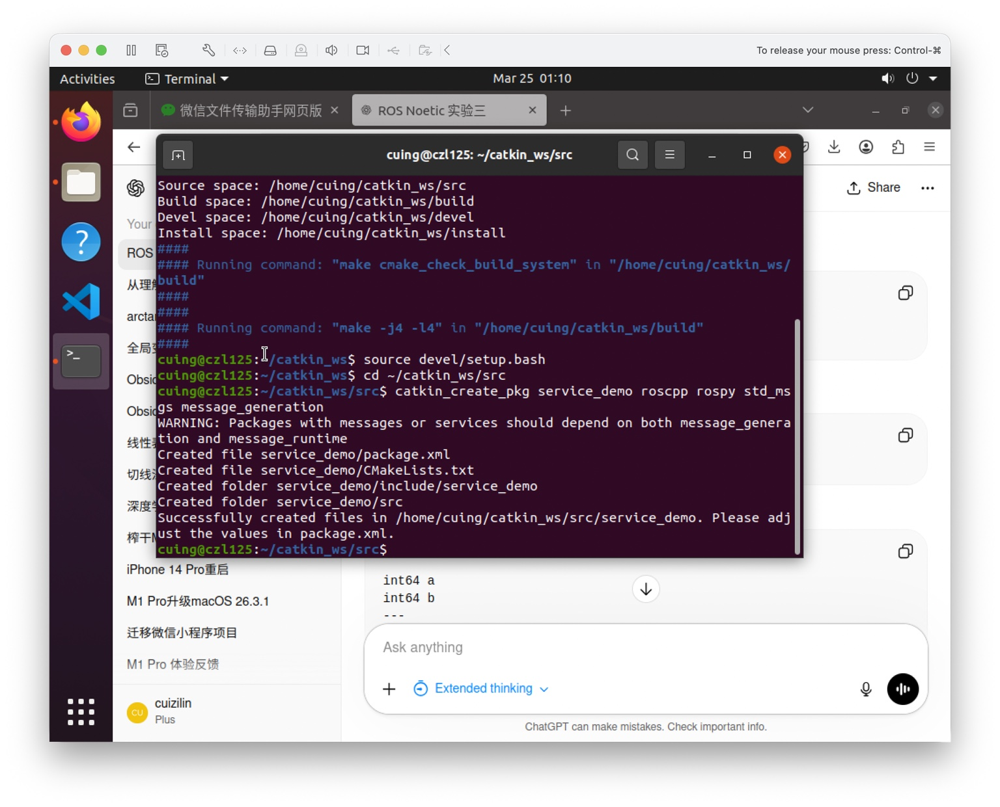 To release your mouse press: Control-⌘
Activities
Terminal
Mar 25 01:10
微信文件传输助手网页版
ROS Noetic 实验三
cuing@czl125: ~/catkin_ws/src
Source space: /home/cuing/catkin_ws/src
Build space: /home/cuing/catkin_ws/build
Devel space: /home/cuing/catkin_ws/devel
Install space: /home/cuing/catkin_ws/install
####
#### Running command: "make cmake_check_build_system" in "/home/cuing/catkin_ws/
build"
####
####
#### Running command: "make -j4 -l4" in "/home/cuing/catkin_ws/build"
####
cuing@czl125:~/catkin_ws$ source devel/setup.bash
cuing@czl125:~/catkin_ws$ cd ~/catkin_ws/src
cuing@czl125:~/catkin_ws/src$ catkin_create_pkg service_demo roscpp rospy std_ms
gs message_generation
WARNING: Packages with messages or services should depend on both message_genera
tion and message_runtime
Created file service_demo/package.xml
Created file service_demo/CMakeLists.txt
Created folder service_demo/include/service_demo
Created folder service_demo/src
Successfully created files in /home/cuing/catkin_ws/src/service_demo. Please adj
ust the values in package.xml.
cuing@czl125:~/catkin_ws/src$
Share
Your
ROS
从理
arcta
全局
Obsi
Obsi
线性
切线
深度
榨干
iPhone 14 Pro重启
M1 Pro升级macOS 26.3.1
迁移微信小程序项目
M1 Pro 体验反馈
CU
cuizilin
Plus
int64 a
int64 b
---
Ask anything
Extended thinking
ChatGPT can make mistakes. Check important info.